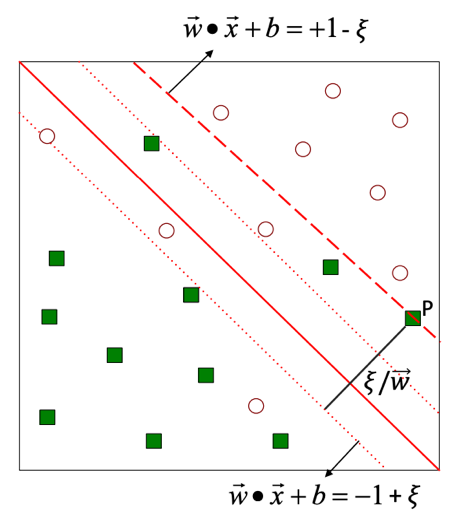 w⃗ • x⃗ + b = +1 - ξ
P
ξ/w⃗
w⃗ • x⃗ + b = −1 + ξ